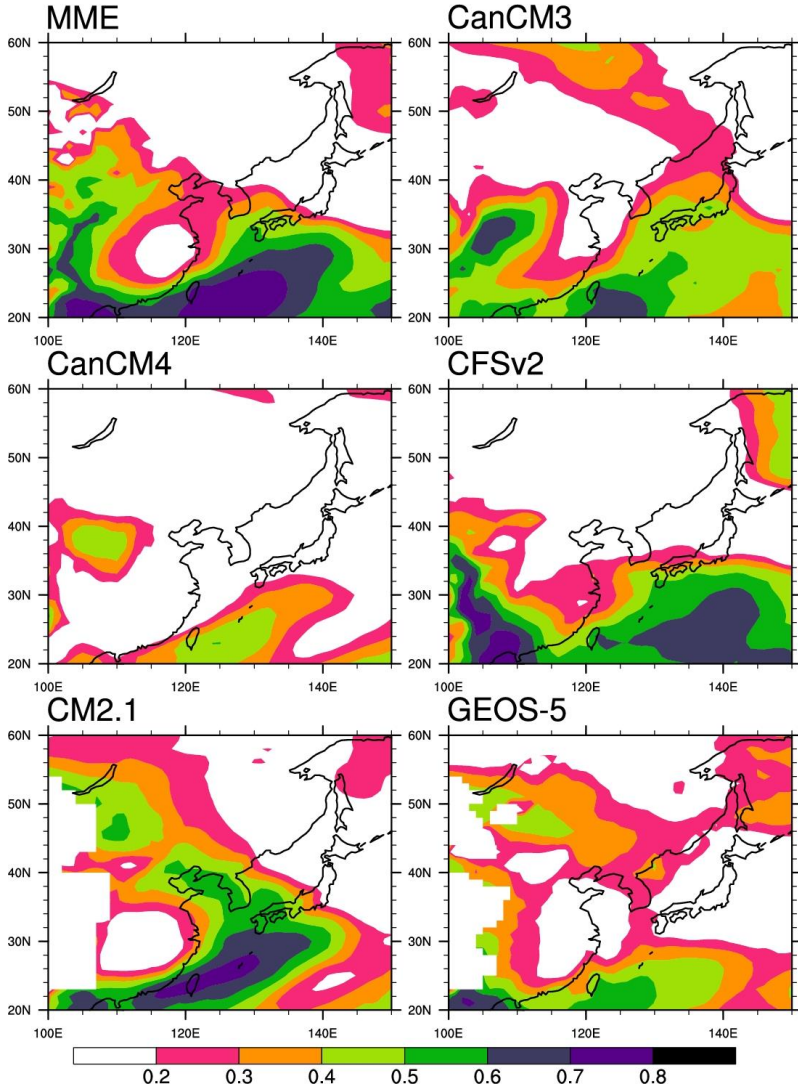 MME CanCM3
60N 60N
50N 50N
40N 40N
30N 30N
20N 20N
100E 120E 140E 100E 120E 140E
CanCM4 CFSv2
60N 60N
50N 50N
40N 40N
30N 30N
20N 20N
100E 120E 140E 100E 120E 140E
CM2.1 GEOS-5
60N 60N
50N 50N
40N 40N
30N 30N
20N 20N
100E 120E 140E 100E 120E 140E
0.2 0.3 0.4 0.5 0.6 0.7 0.8